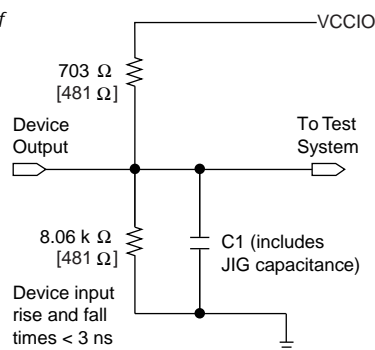 f
VCCIO
703 Ω
[481 Ω]
Device
Output
To Test
System
8.06 k Ω
[481 Ω]
C1 (includes
JIG capacitance)
Device input
rise and fall
times < 3 ns